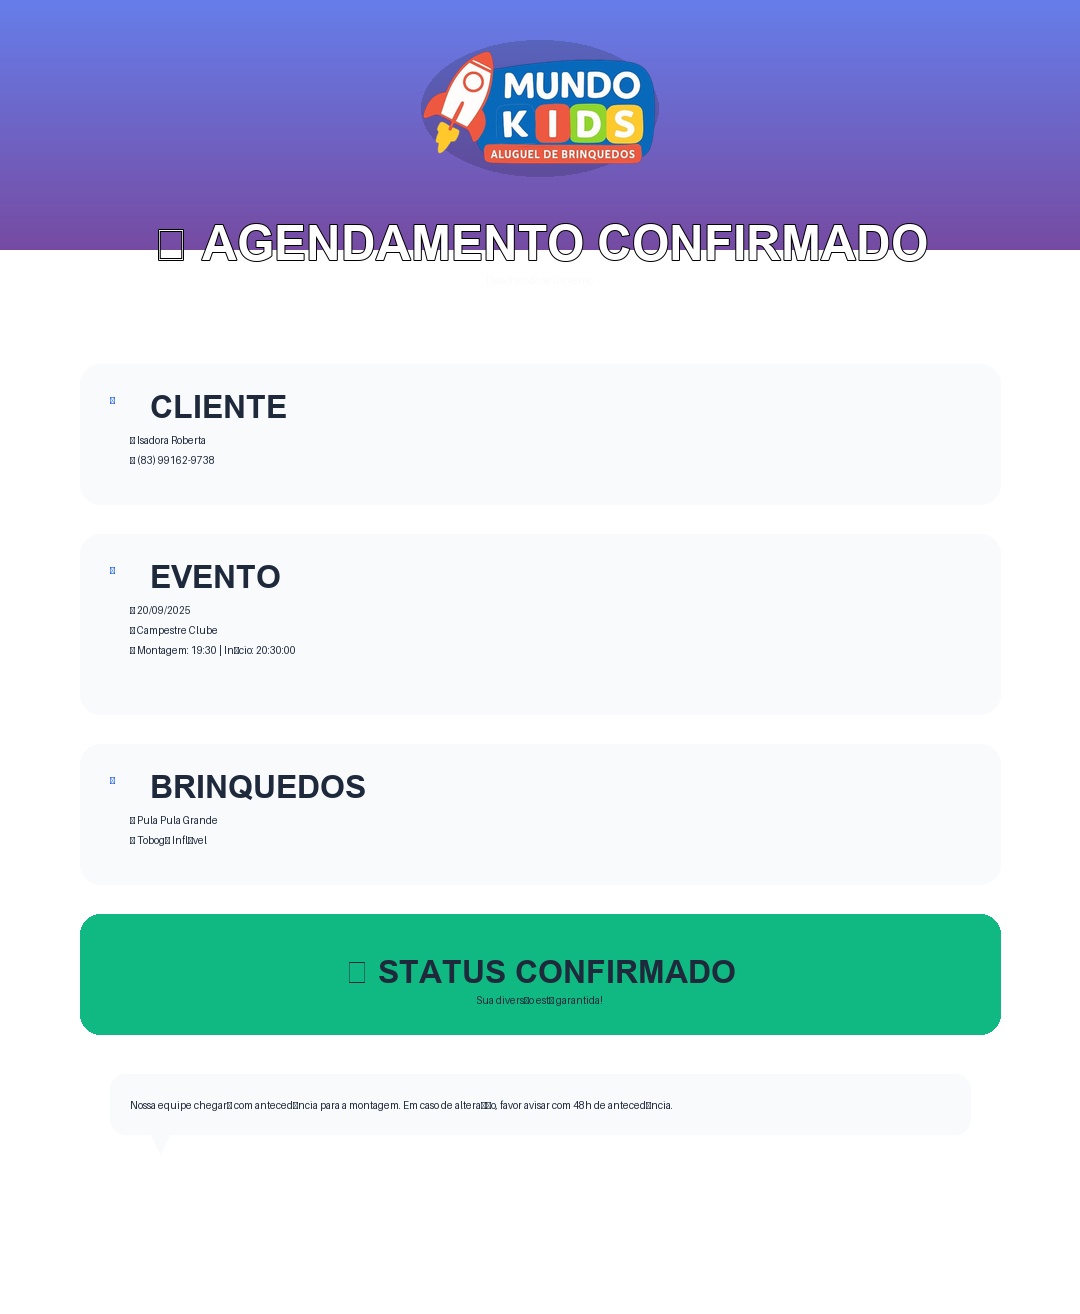 MUNDO
KIDS
ALUGUEL DE BRINQUEDOS
□ AGENDAMENTO CONFIRMADO
□ CLIENTE
□ Isadora Roberta
□ (83) 99162-9738
□ EVENTO
□ 20/09/2025
□ Campestre Clube
□ Montagem: 19:30 | In□cio: 20:30:00
□ BRINQUEDOS
□ Pula Pula Grande
□ Tobog□ Infl□vel
□ STATUS CONFIRMADO
Sua divers□o est□ garantida!
Nossa equipe chegar□ com anteced□ncia para a montagem. Em caso de altera□□o, favor avisar com 48h de anteced□ncia.